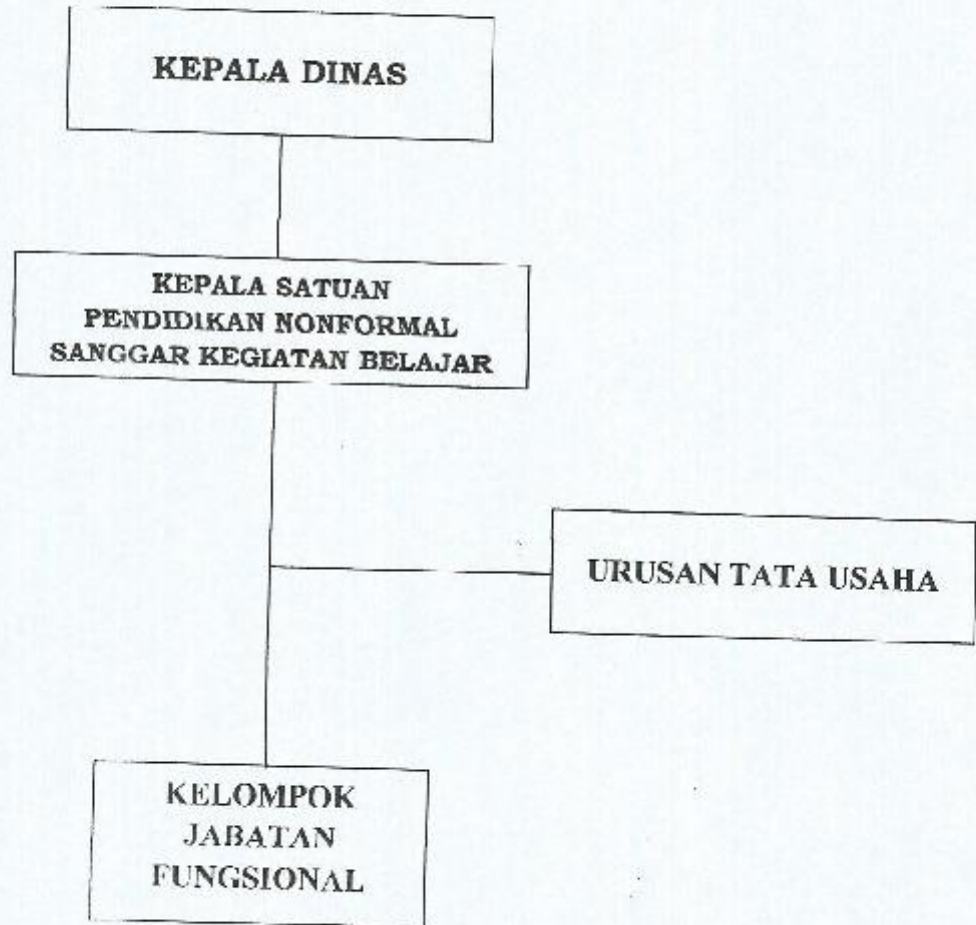 KEPALA DINAS
KEPALA SATUAN
PENDIDIKAN NONFORMAL
SANGGAR KEGIATAN BELAJAR
URUSAN TATA USAHA
KELOMPOK
JABATAN
FUNGSIONAL